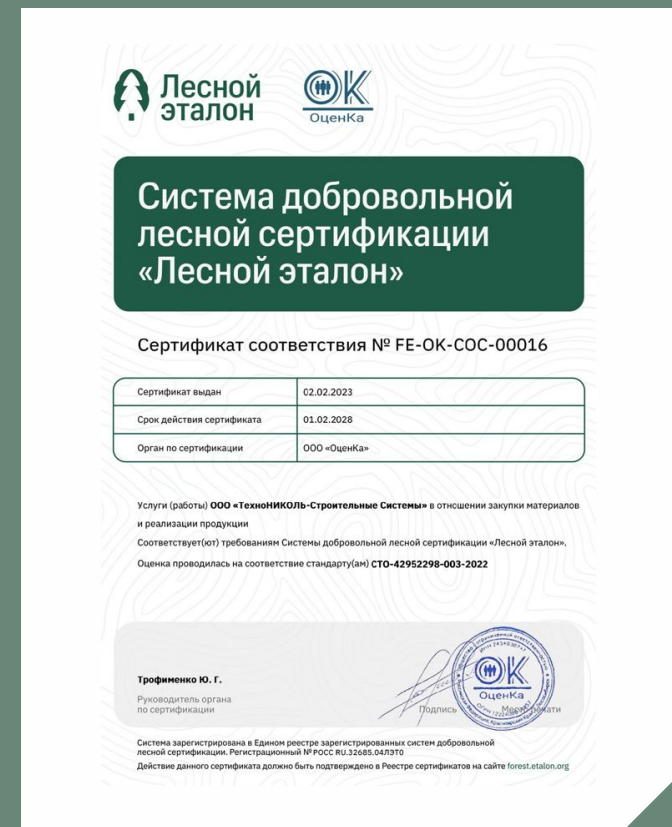 Лесной
эталон
ОК
ОценКа
Система добровольной
лесной сертификации
«Лесной эталон»
Сертификат соответствия № FE-OK-COC-00016
Сертификат выдан 02.02.2023
Срок действия сертификата 01.02.2028
Орган по сертификации ООО «ОценКа»
Услуги (работы) ООО «ТехноНИКОЛЬ-Строительные Системы» в отношении закупки материалов
и реализации продукции
Соответствует(ют) требованиям Системы добровольной лесной сертификации «Лесной эталон».
Оценка проводилась на соответствие стандарту(ам) СТО-42952298-003-2022
ОК
ОценКа
Трофименко Ю. Г.
Руководитель органа
по сертификации
Подпись
Место печати
Система зарегистрирована в Едином реестре зарегистрированных систем добровольной
лесной сертификации. Регистрационный № РОСС RU.32685.04ЛЭТ0
Действие данного сертификата должно быть подтверждено в Реестре сертификатов на сайте forest.etalon.org